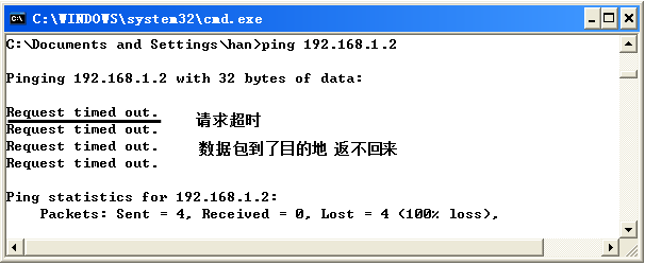 C:\WINDOWS\system32\cmd.exe
C:\Documents and Settings\han>ping 192.168.1.2
Pinging 192.168.1.2 with 32 bytes of data:
Request timed out.
请求超时
Request timed out.
Request timed out.
数据包到了目的地 返不回来
Request timed out.
Ping statistics for 192.168.1.2:
Packets: Sent = 4, Received = 0, Lost = 4 (100% loss),